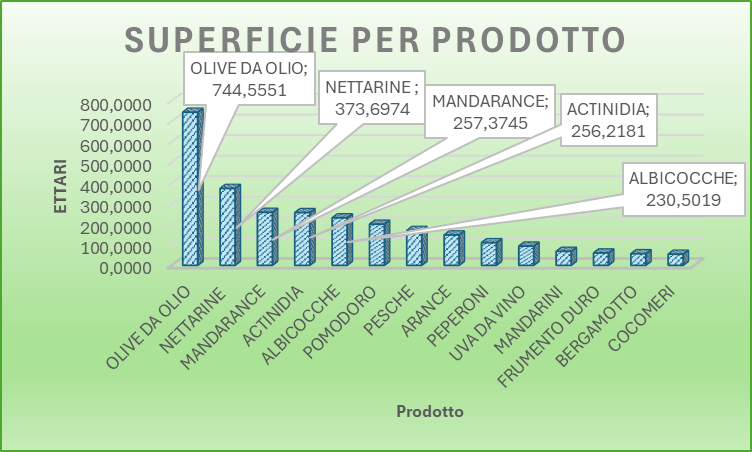 SUPERFICIE PER PRODOTTO
OLIVE DA OLIO;
744,5551
NETTARINE ;
373,6974
MANDARANCE;
257,3745
ACTINIDIA;
256,2181
ALBICOCCHE;
230,5019
ETTARI
800,0000
700,0000
600,0000
500,0000
400,0000
300,0000
200,0000
100,0000
0,0000
OLIVE DA OLIO
NETTARINE
MANDARANCE
ACTINIDIA
ALBICOCCHE
POMODORO
PESCHE
ARANCE
PEPERONI
UVA DA VINO
MANDARINI
FRUMENTO DURO
BERGAMOTTO
COCOMERI
Prodotto